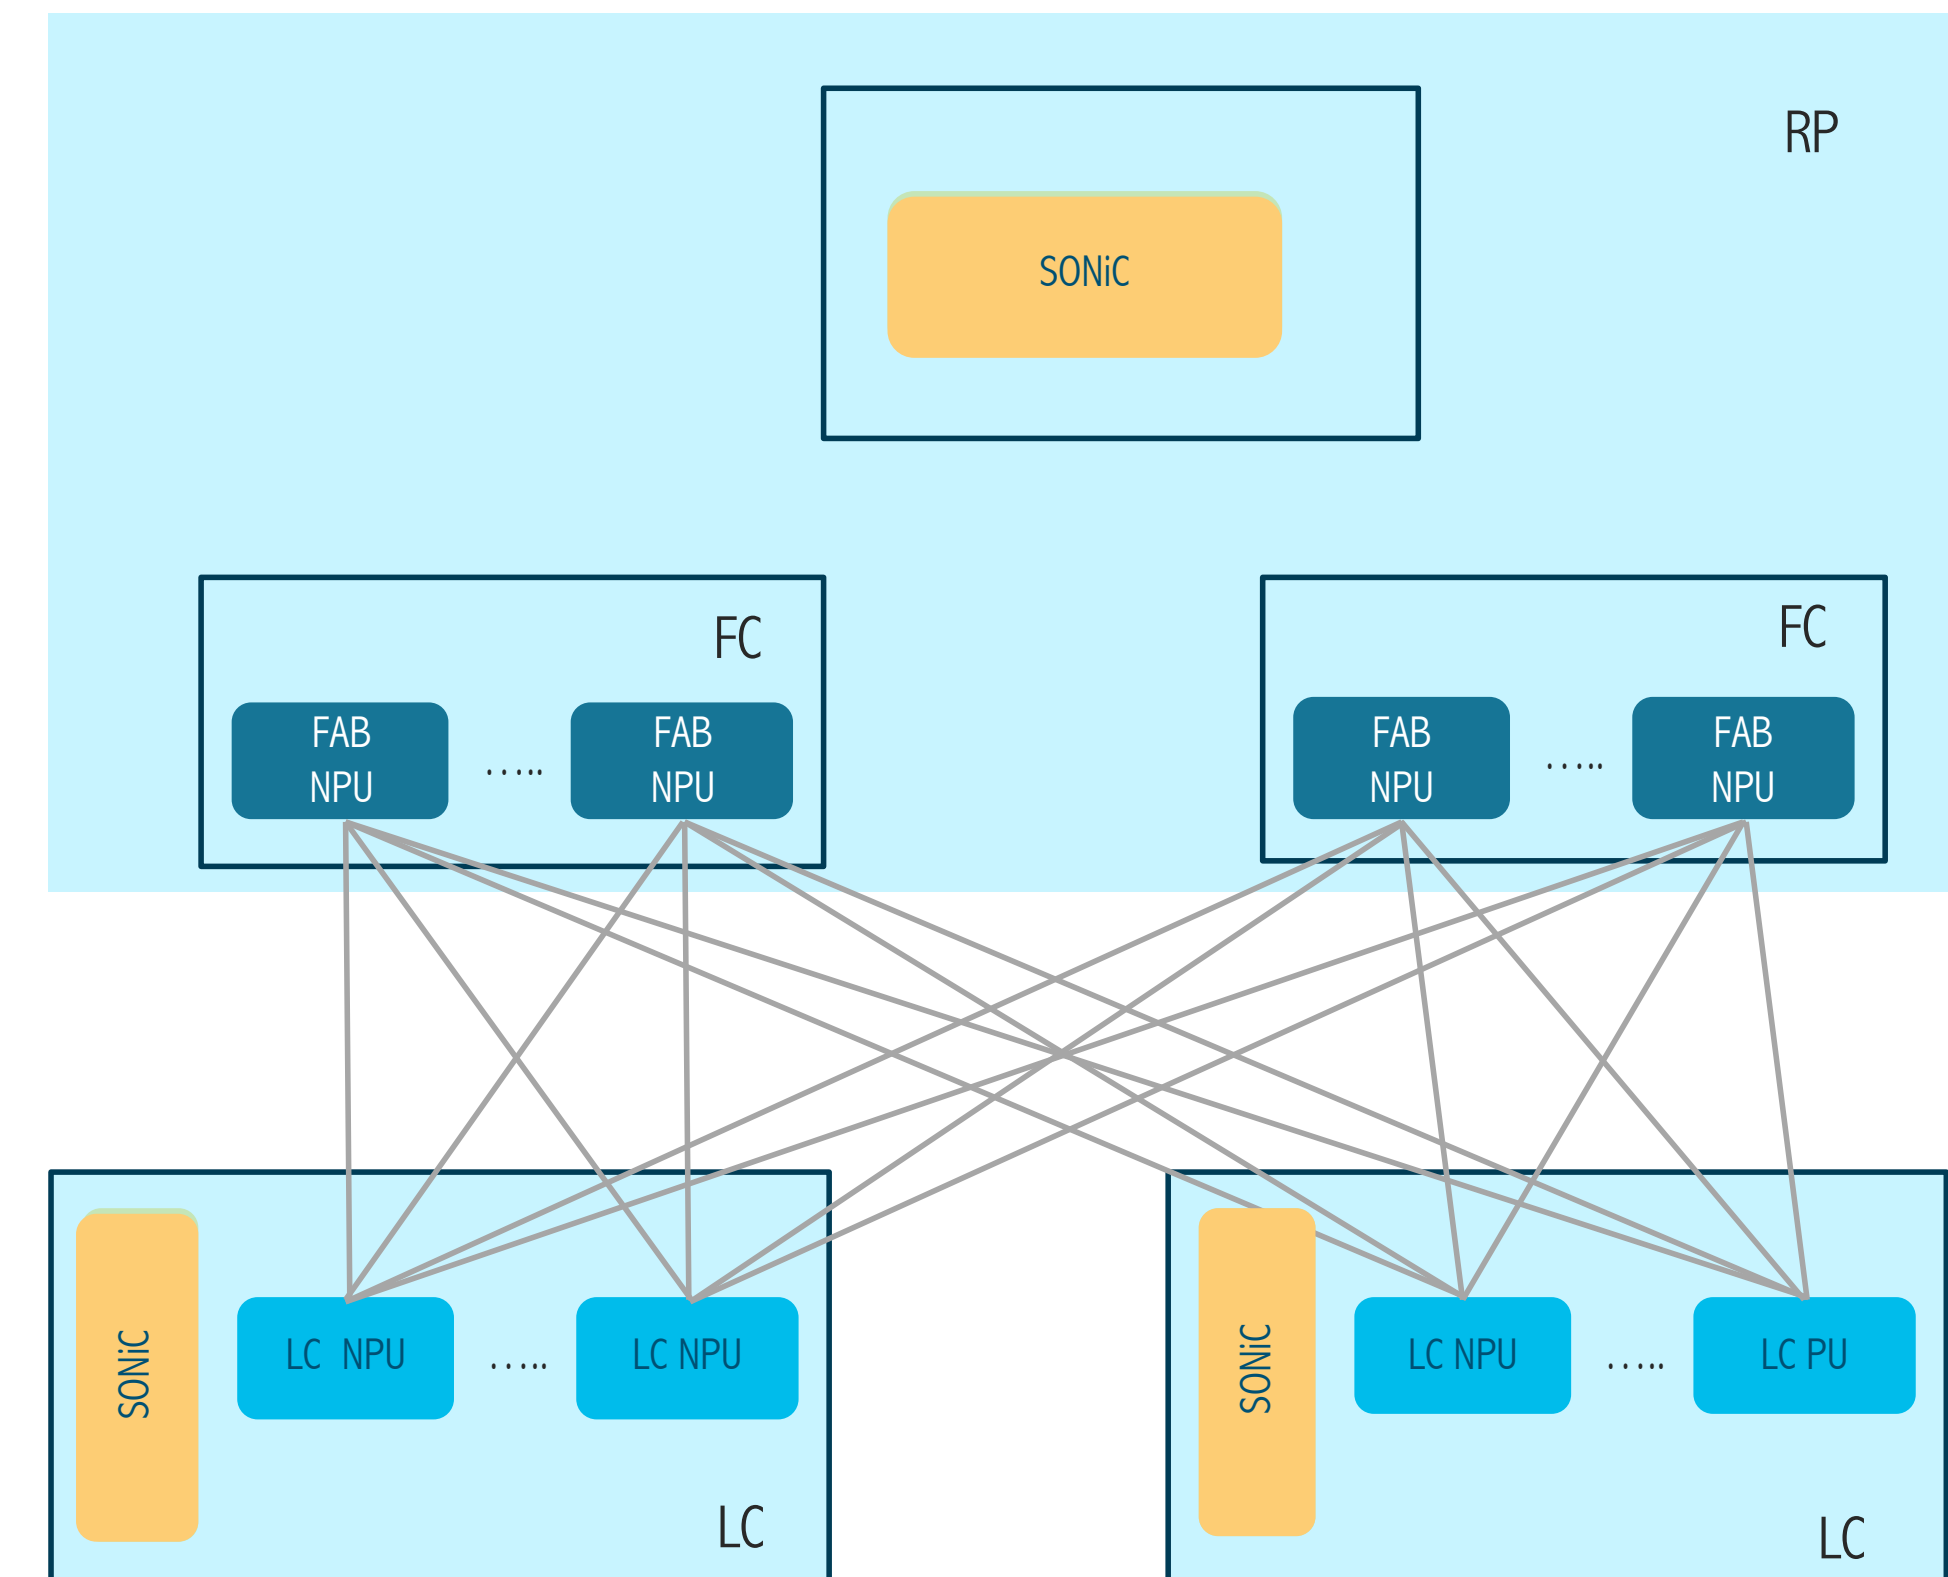 RP
SONiC
FC
FC
FAB
NPU
.....
FAB
NPU
FAB
NPU
.....
FAB
NPU
SONiC
LC NPU
.....
LC NPU
LC
SONiC
LC NPU
.....
LC PU
LC